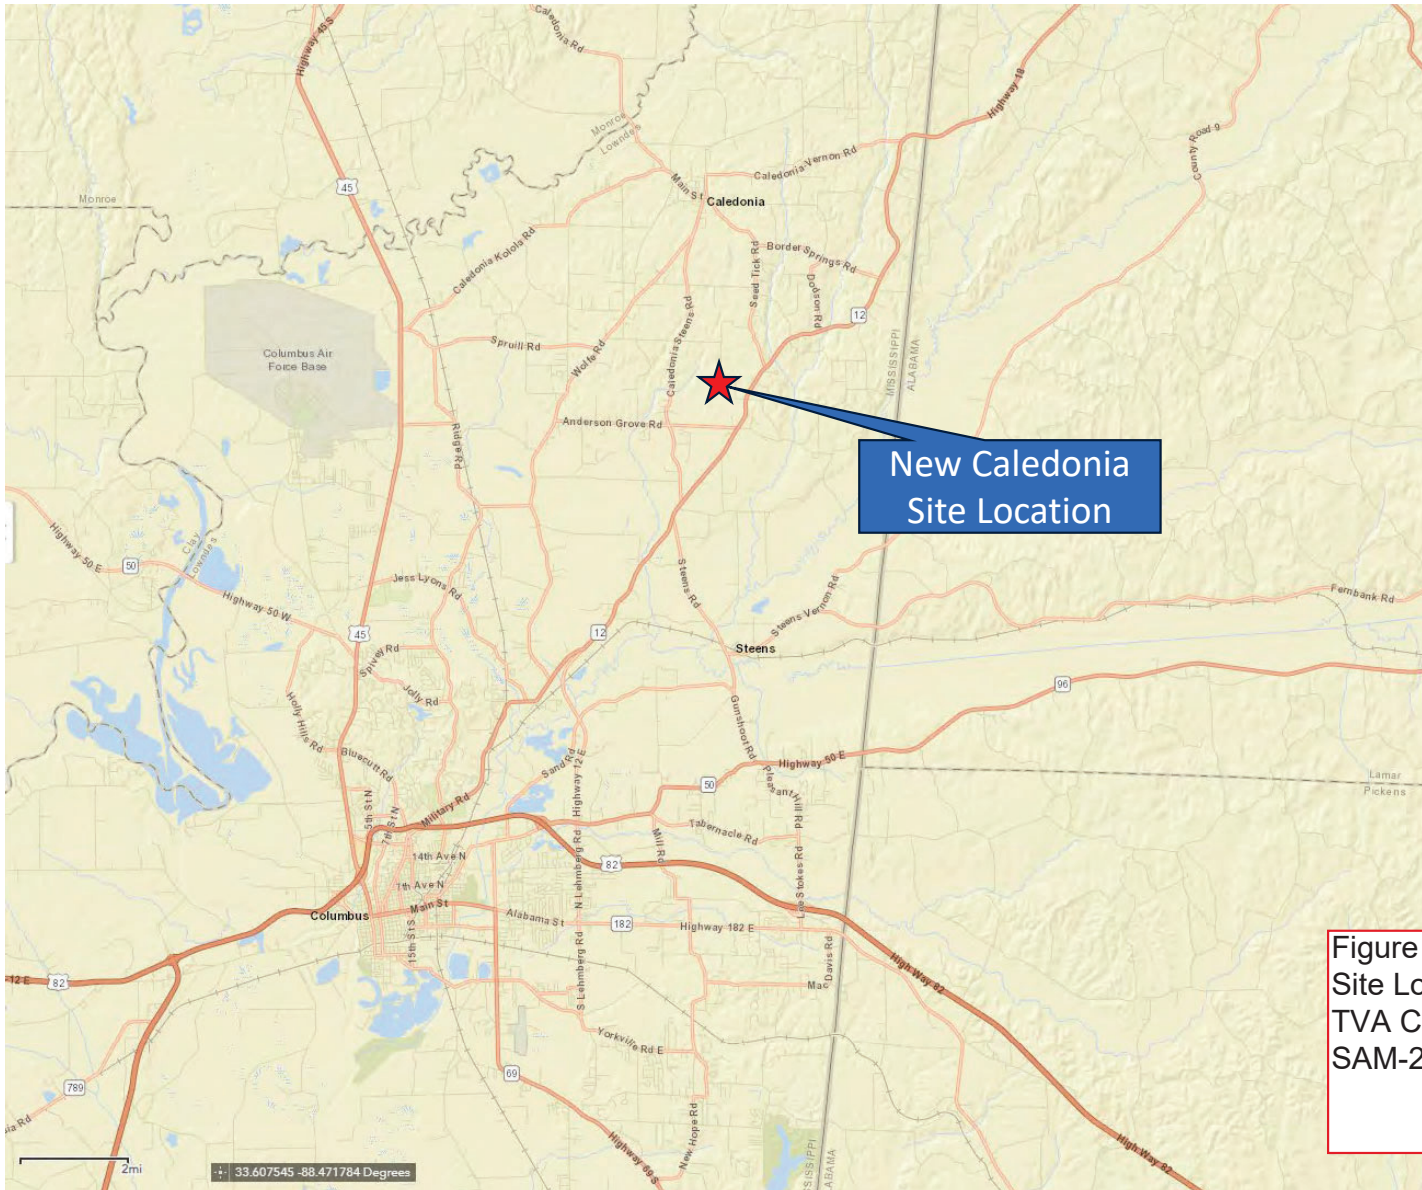 Caledonia Rd
Highway 45 S
Highway 18
County Road 9
Monroe
Lowndes
Caledonia Vernon Rd
45
Main St
Monroe
Caledonia
Caledonia Kolola Rd
Border Springs Rd
Seed Tick Rd
Dodson Rd
Caledonia Steens Rd
12
Spruill Rd
Wolfe Rd
Columbus Air
Force Base
MISSISSIPPI
ALABAMA
Anderson Grove Rd
Ridge Rd
New Caledonia
Site Location
Highway 50 E
Clay
Lowndes
50
Jess Lyons Rd
Steens Rd
Steens Vernon Rd
Fernbank Rd
Highway 50 W
45
12
Spivey Rd
Steens
Jolly Rd
96
Holly Hills Rd
Gunshoot Rd
Bluecutt Rd
Sand Rd
Highway 12 E
Highway 50 E
Pleasant Hill Rd
50
Lamar
Pickens
5th St N
7th St N
Military Rd
Tabernacle Rd
Mill Rd
14th Ave N
82
7th Ave N
N Lehmberg Rd
Lee Stokes Rd
Columbus
Main St
Alabama St
182
Highway 182 E
15th St S
S Lehmberg Rd
Mac Davis Rd
High Way 82
-12 E
82
Figure
Site Lo
TVA C
SAM-2
Yorkville Rd E
69
789
ia Rd
New Hope Rd
Highway 69 S
High Way 82
SISSIPPI
ABAMA
2mi
33.607545 -88.471784 Degrees